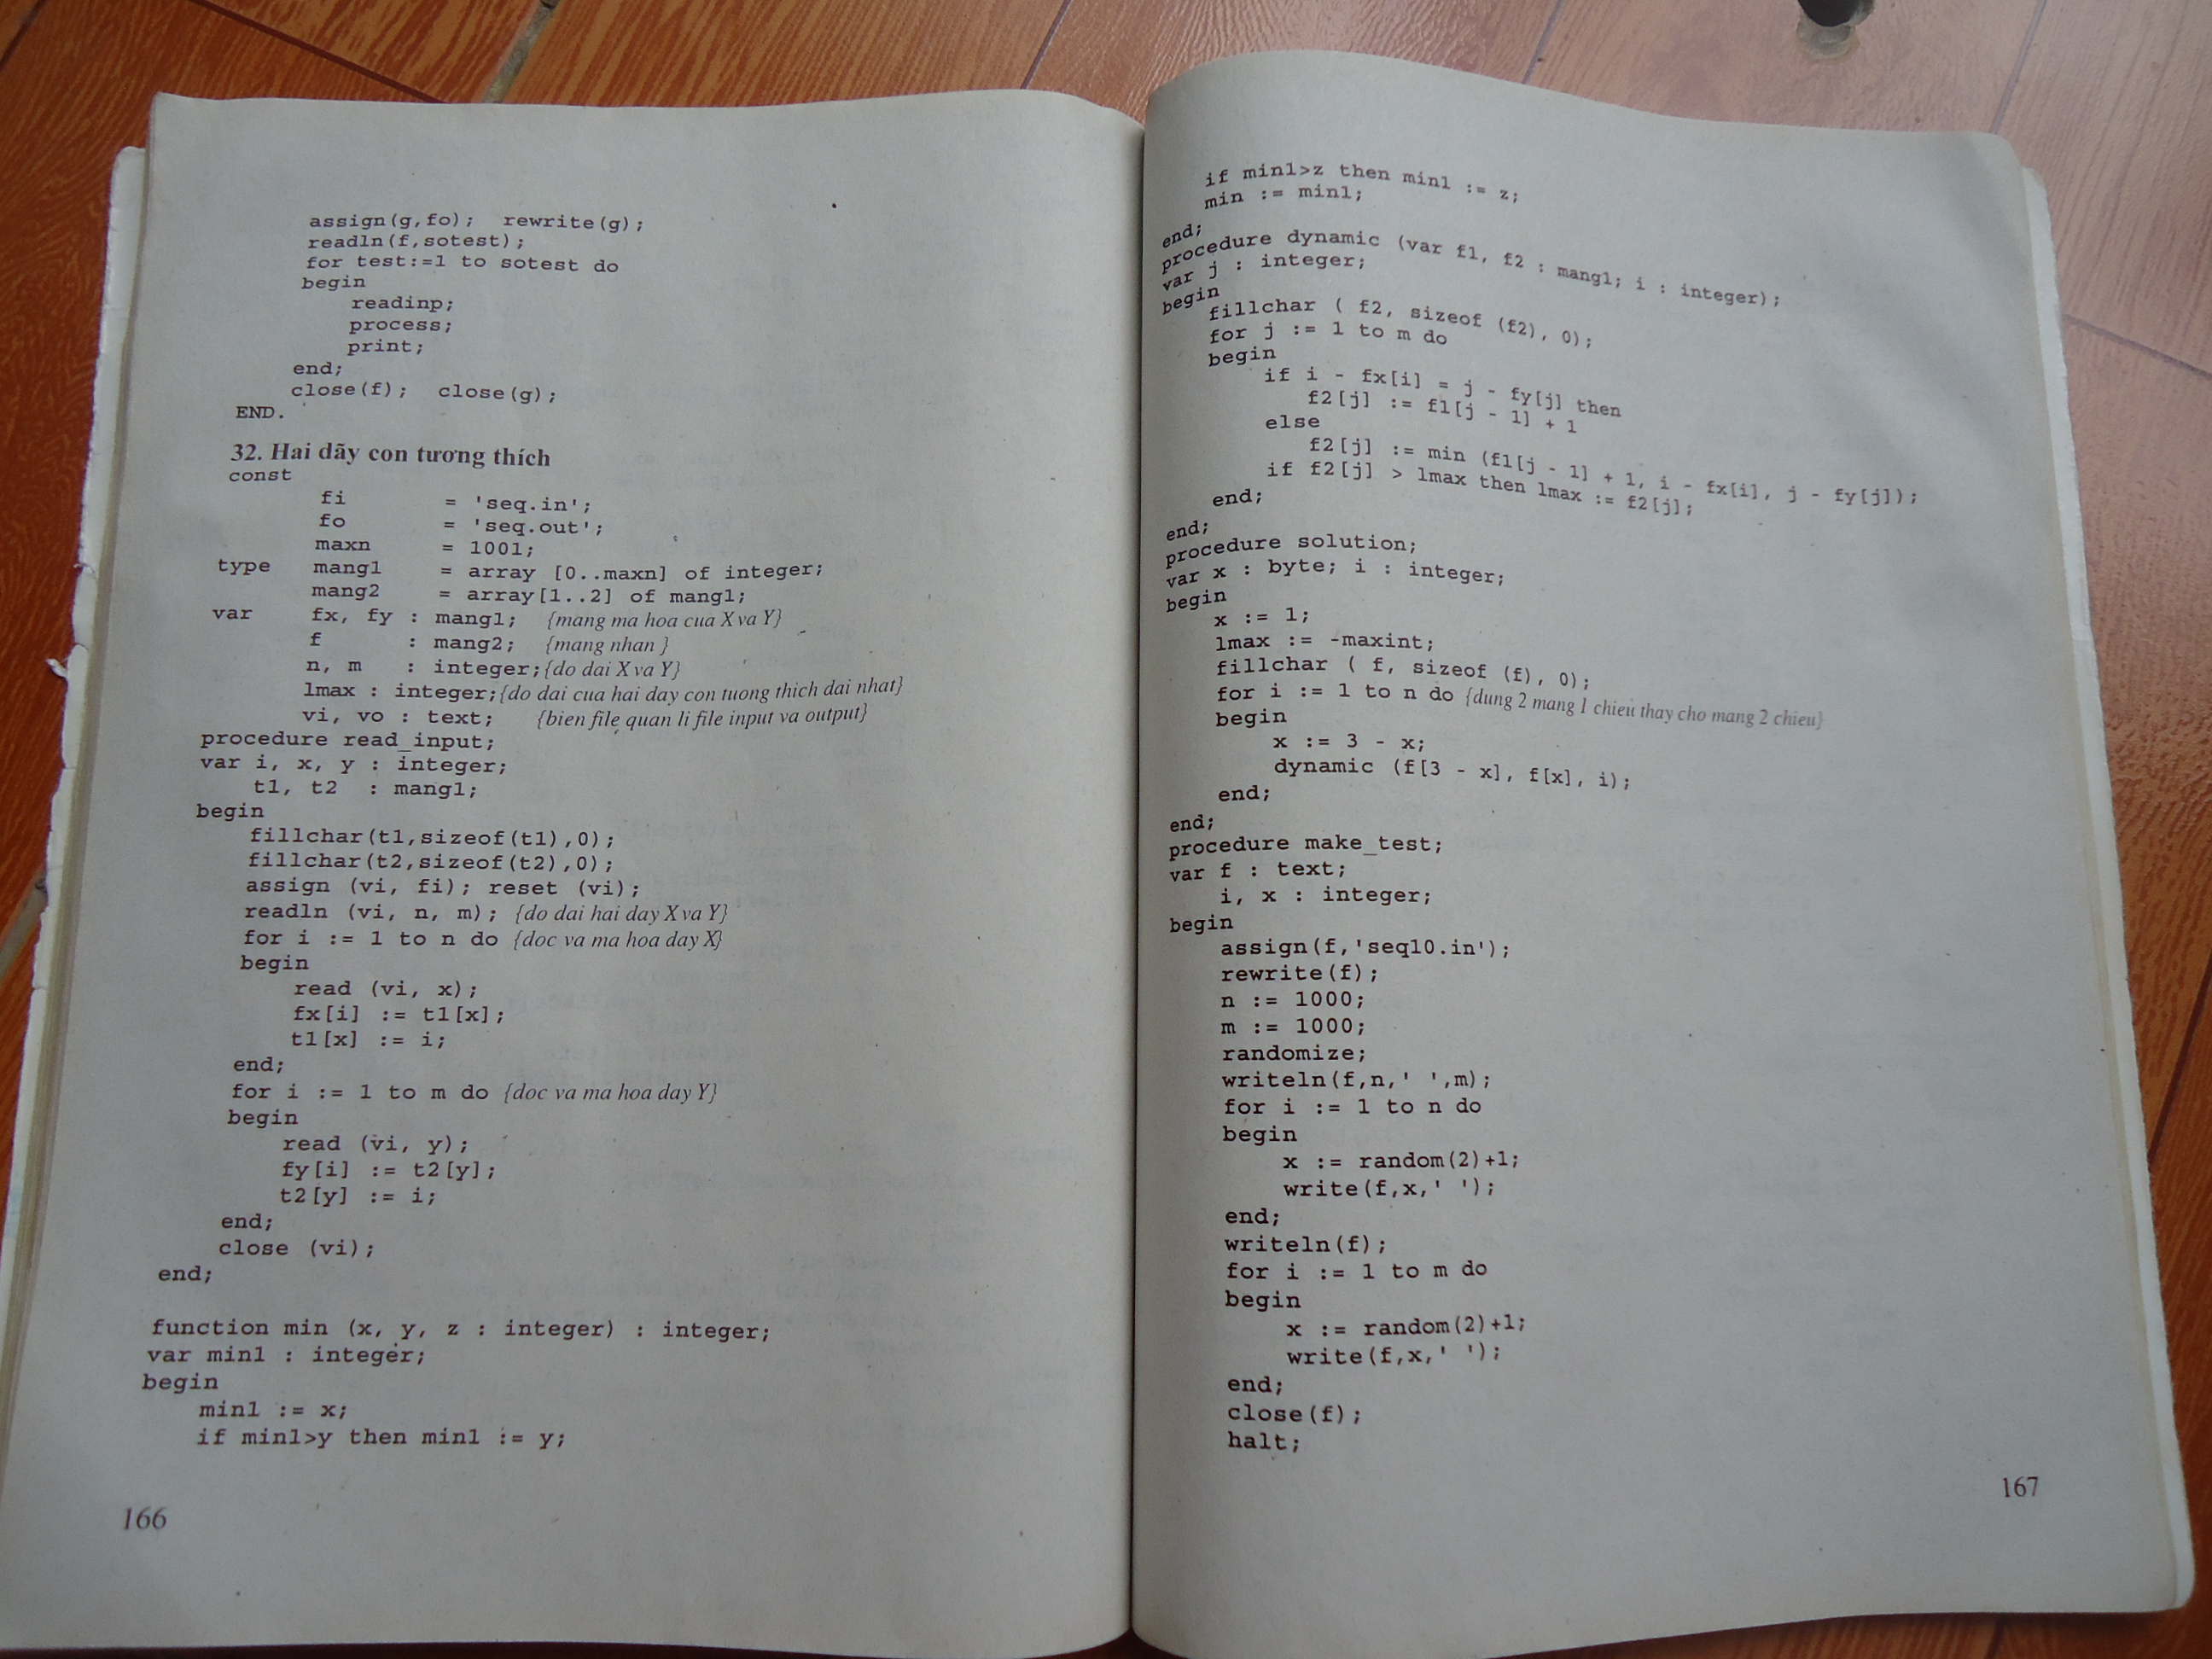 assign(g,fo);  rewrite(g);
readln(f,sotest);
for test:=1 to sotest do
begin
readinp;
process;
print;
end;
close(f);  close(g);
END.
32. Hai dãy con tương thích
const
fi = 'seq.in';
fo = 'seq.out';
maxn = 1001;
type mang1 = array [0..maxn] of integer;
mang2 = array[1..2] of mang1;
var fx, fy : mang1; {mang ma hoa cua X va Y}
f : mang2; {mang nhan }
n, m : integer;{do dai X va Y}
lmax : integer;{do dai cua hai day con tuong thich dai nhat}
vi, vo : text; {bien file quan li file input va output}
procedure read_input;
var i, x, y : integer;
t1, t2 : mang1;
begin
fillchar(t1,sizeof(t1),0);
fillchar(t2,sizeof(t2),0);
assign (vi, fi); reset (vi);
readln (vi, n, m); {do dai hai day X va Y}
for i := 1 to n do {doc va ma hoa day X}
begin
read (vi, x);
fx[i] := t1[x];
t1[x] := i;
end;
for i := 1 to m do {doc va ma hoa day Y}
begin
read (vi, y);
fy[i] := t2[y];
t2[y] := i;
end;
close (vi);
end;
function min (x, y, z : integer) : integer;
var min1 : integer;
begin
min1 := x;
if min1>y then min1 := y;
166
if min1>z then min1 := z;
min := min1;
end;
procedure dynamic (var f1, f2 : mang1; i : integer);
var j : integer;
begin
fillchar ( f2, sizeof (f2), 0);
for j := 1 to m do
begin
if i - fx[i] = j - fy[j] then
f2[j] := f1[j - 1] + 1
else
f2[j] := min (f1[j - 1] + 1, i - fx[i], j - fy[j]);
if f2[j] > lmax then lmax := f2[j];
end;
end;
procedure solution;
var x : byte; i : integer;
begin
x := 1;
lmax := -maxint;
fillchar ( f, sizeof (f), 0);
for i := 1 to n do {dung 2 mang 1 chieu thay cho mang 2 chieu}
begin
x := 3 - x;
dynamic (f[3 - x], f[x], i);
end;
end;
procedure make_test;
var f : text;
i, x : integer;
begin
assign(f,'seq10.in');
rewrite(f);
n := 1000;
m := 1000;
randomize;
writeln(f,n,' ',m);
for i := 1 to n do
begin
x := random(2)+1;
write(f,x,' ');
end;
writeln(f);
for i := 1 to m do
begin
x := random(2)+1;
write(f,x,' ');
end;
close(f);
halt;
167